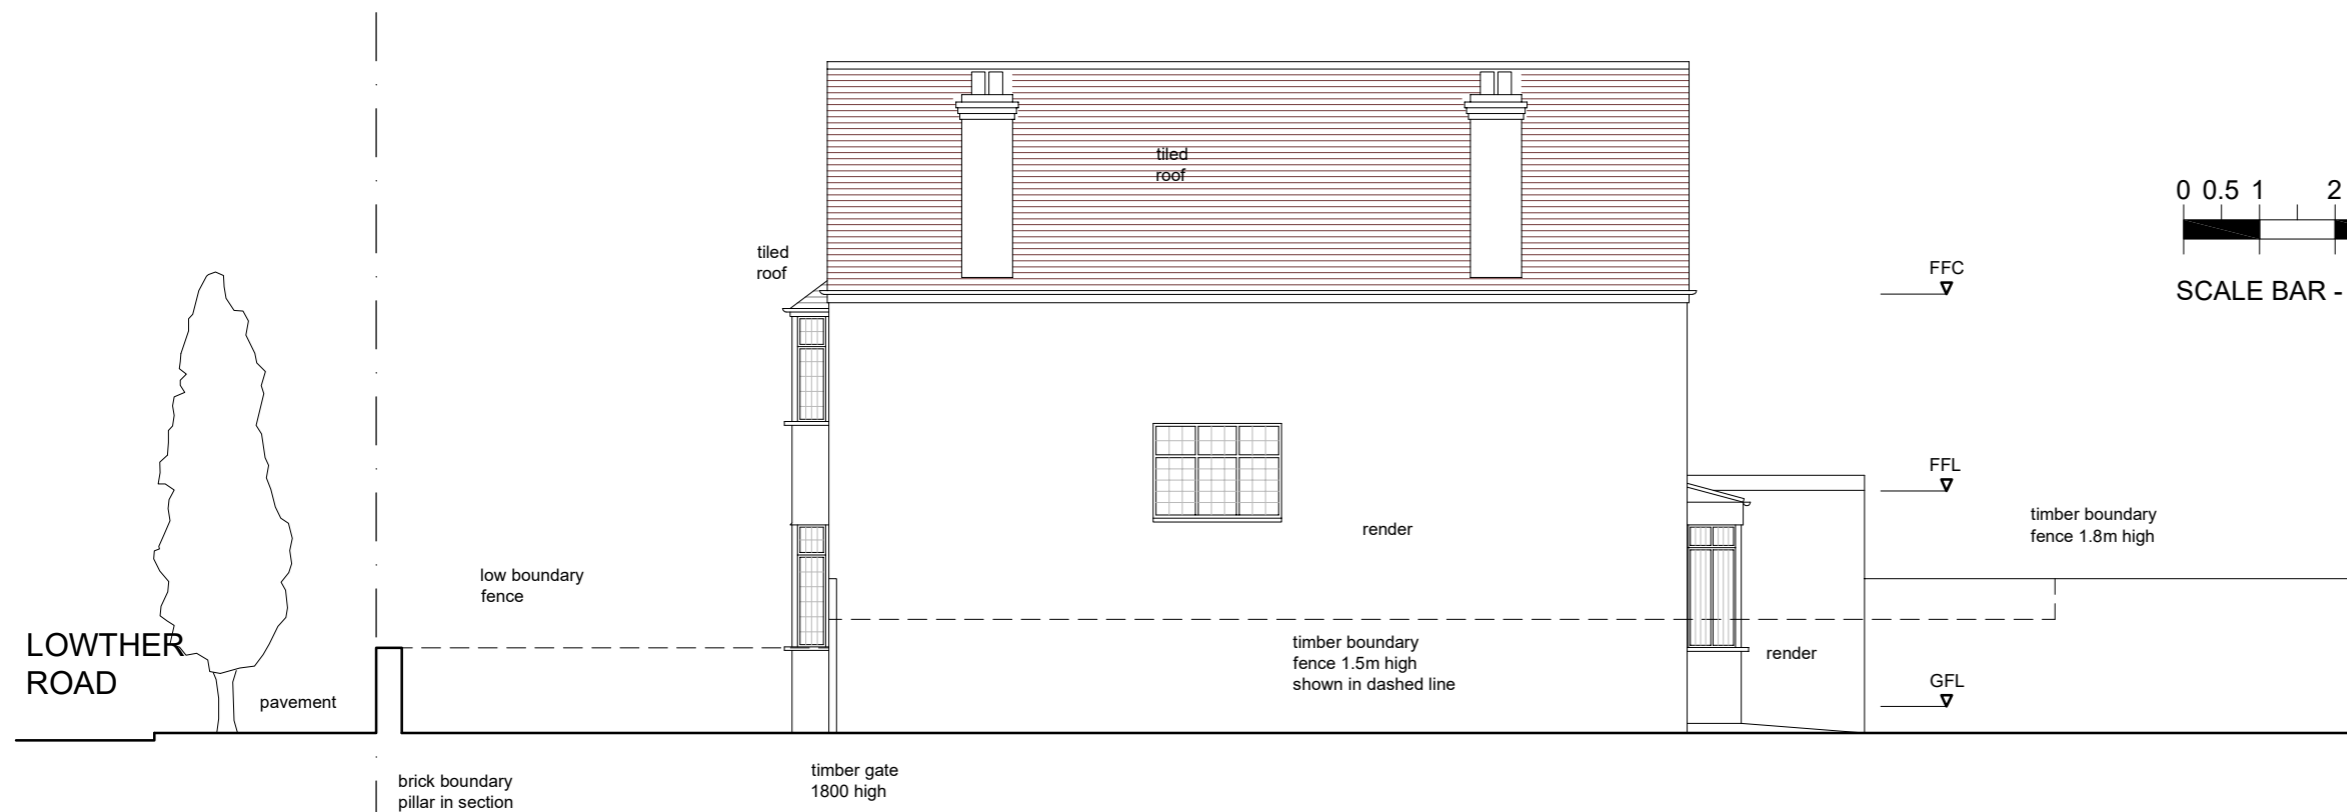 tiled
roof
0 0.5 1 2
SCALE BAR -
tiled
roof
FFC
FFL
render
timber boundary
fence 1.8m high
low boundary
fence
LOWTHER
ROAD
pavement
timber boundary
fence 1.5m high
shown in dashed line
render
GFL
brick boundary
pillar in section
timber gate
1800 high